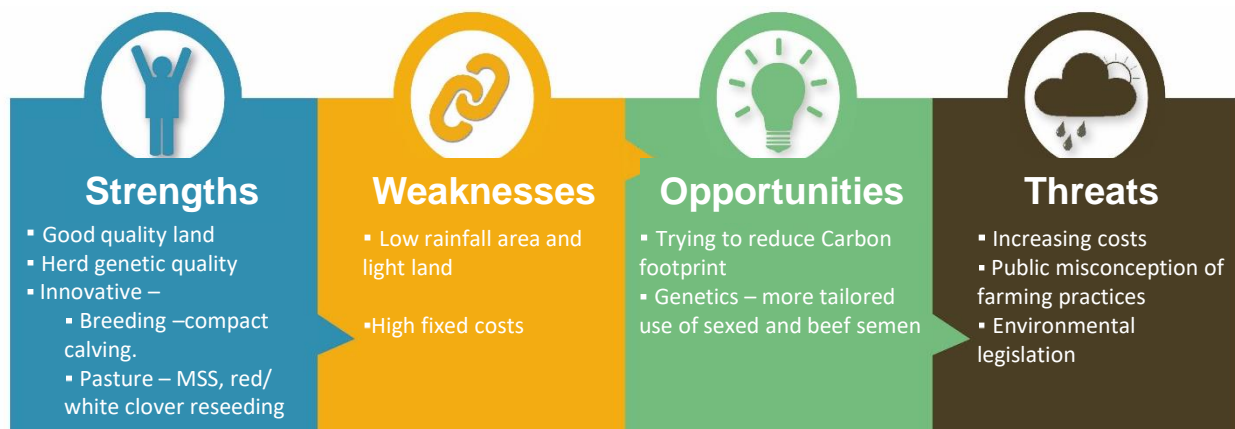 Strengths
▪ Good quality land
▪ Herd genetic quality
▪ Innovative –
▪ Breeding –compact
calving.
▪ Pasture – MSS, red/
white clover reseeding
Weaknesses
▪ Low rainfall area and
light land
▪High fixed costs
Opportunities
▪ Trying to reduce Carbon
footprint
▪ Genetics – more tailored
use of sexed and beef semen
Threats
▪ Increasing costs
▪ Public misconception of
farming practices
▪ Environmental
legislation